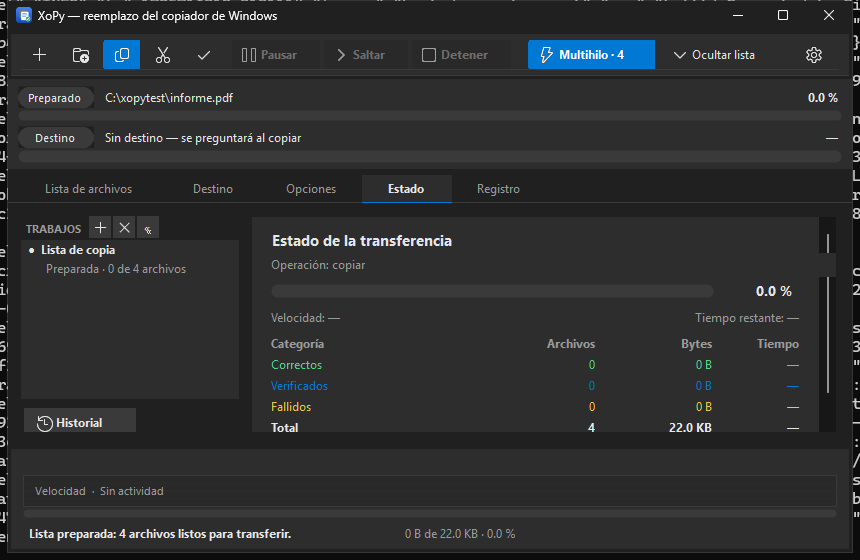 XoPy — reemplazo del copiador de Windows
Pausar
Saltar
Detener
Multihilo · 4
Ocultar lista
Preparado C:\xopytest\informe.pdf 0.0 %
Destino Sin destino — se preguntará al copiar —
Lista de archivos Destino Opciones Estado Registro
TRABAJOS
Lista de copia
Preparada · 0 de 4 archivos
Historial
Estado de la transferencia
Operación: copiar
0.0 %
Velocidad: — Tiempo restante: —
Categoría Archivos Bytes Tiempo
Correctos 0 0 B —
Verificados 0 0 B —
Fallidos 0 0 B —
Total 4 22.0 KB —
Velocidad · Sin actividad
Lista preparada: 4 archivos listos para transferir. 0 B de 22.0 KB · 0.0 %